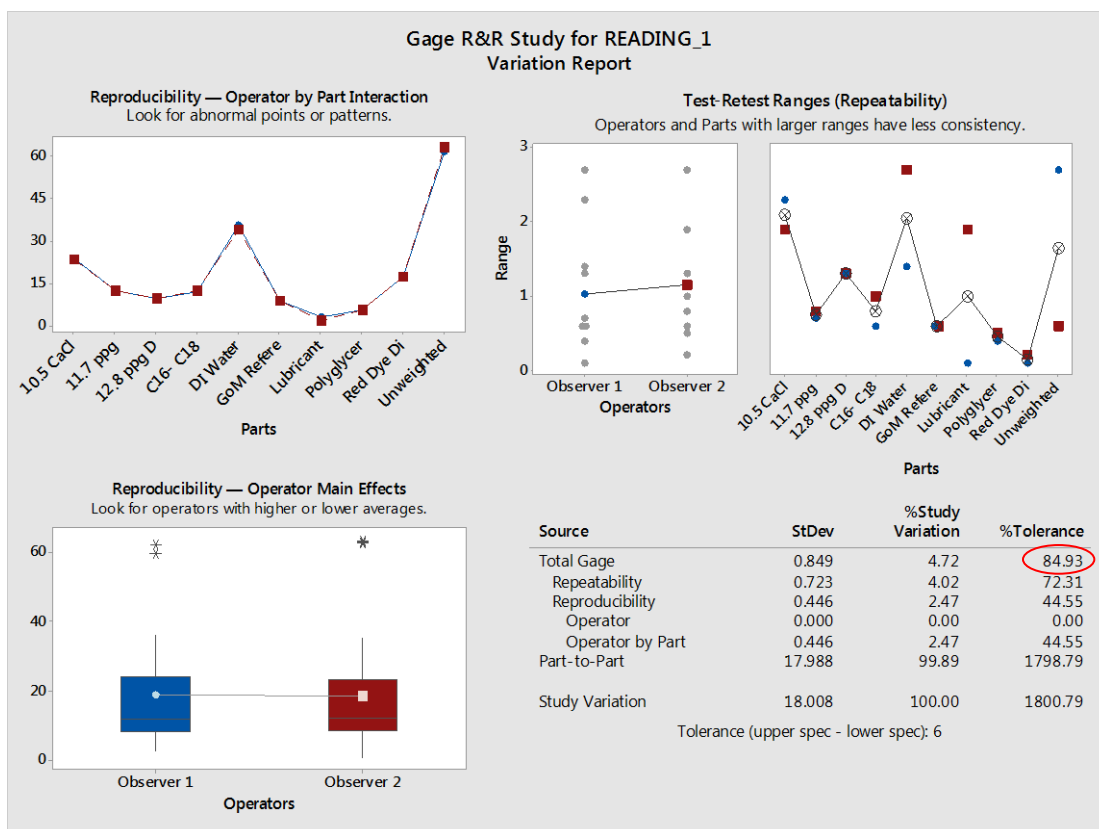 Gage R&R Study for READING_1
Variation Report
Reproducibility — Operator by Part Interaction
Look for abnormal points or patterns.
60
45
30
15
0
10.5 CaCl
11.7 ppg
12.8 ppg D
C16- C18
DI Water
GoM Refere
Lubricant
Polyglycer
Red Dye Di
Unweighted
Parts
Test-Retest Ranges (Repeatability)
Operators and Parts with larger ranges have less consistency.
3
2
1
0
Range
Observer 1 Observer 2
Operators
10.5 CaCl
11.7 ppg
12.8 ppg D
C16- C18
DI Water
GoM Refere
Lubricant
Polyglycer
Red Dye Di
Unweighted
Parts
Reproducibility — Operator Main Effects
Look for operators with higher or lower averages.
60
40
20
0
Observer 1 Observer 2
Operators
%Study
Source StDev Variation %Tolerance
Total Gage 0.849 4.72 84.93
Repeatability 0.723 4.02 72.31
Reproducibility 0.446 2.47 44.55
Operator 0.000 0.00 0.00
Operator by Part 0.446 2.47 44.55
Part-to-Part 17.988 99.89 1798.79
Study Variation 18.008 100.00 1800.79
Tolerance (upper spec - lower spec): 6